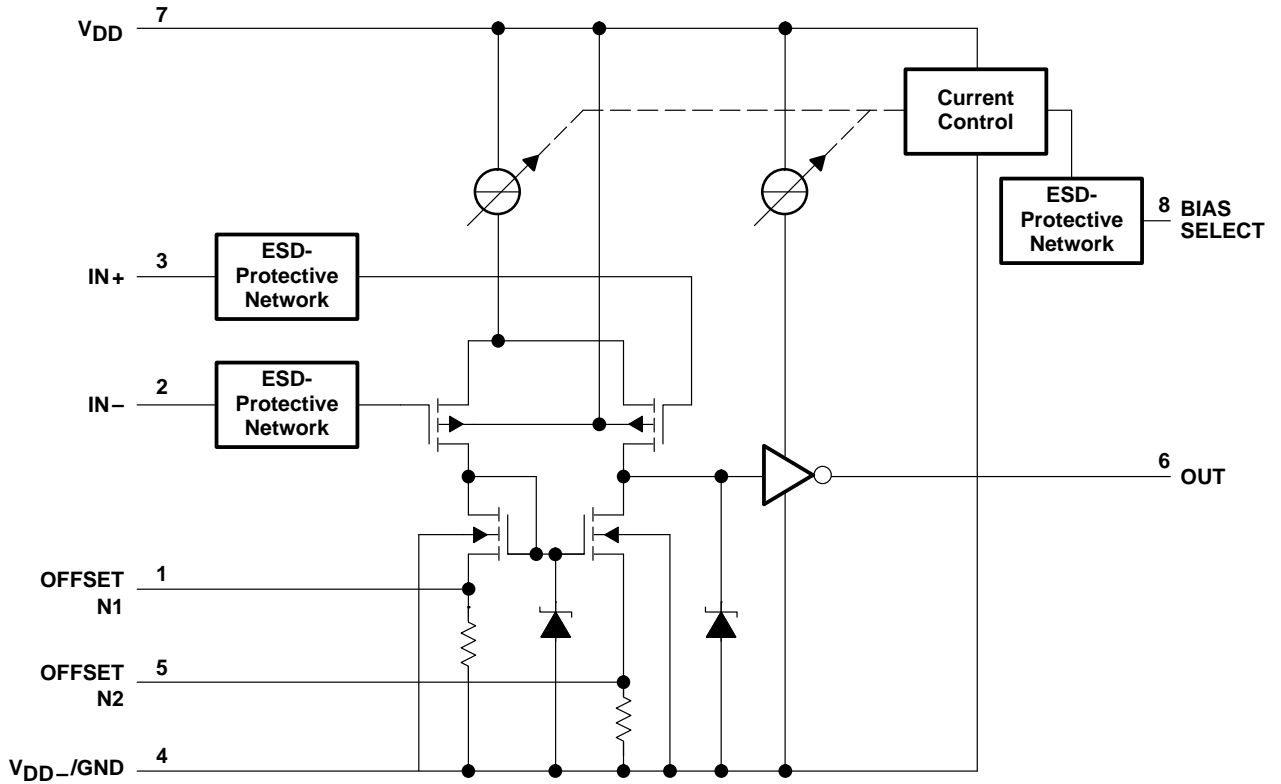 VDD 7
Current
Control
ESD-
Protective
Network
8 BIAS
SELECT
IN+ 3
ESD-
Protective
Network
IN− 2
ESD-
Protective
Network
6 OUT
OFFSET 1
N1
OFFSET 5
N2
VDD−/GND 4